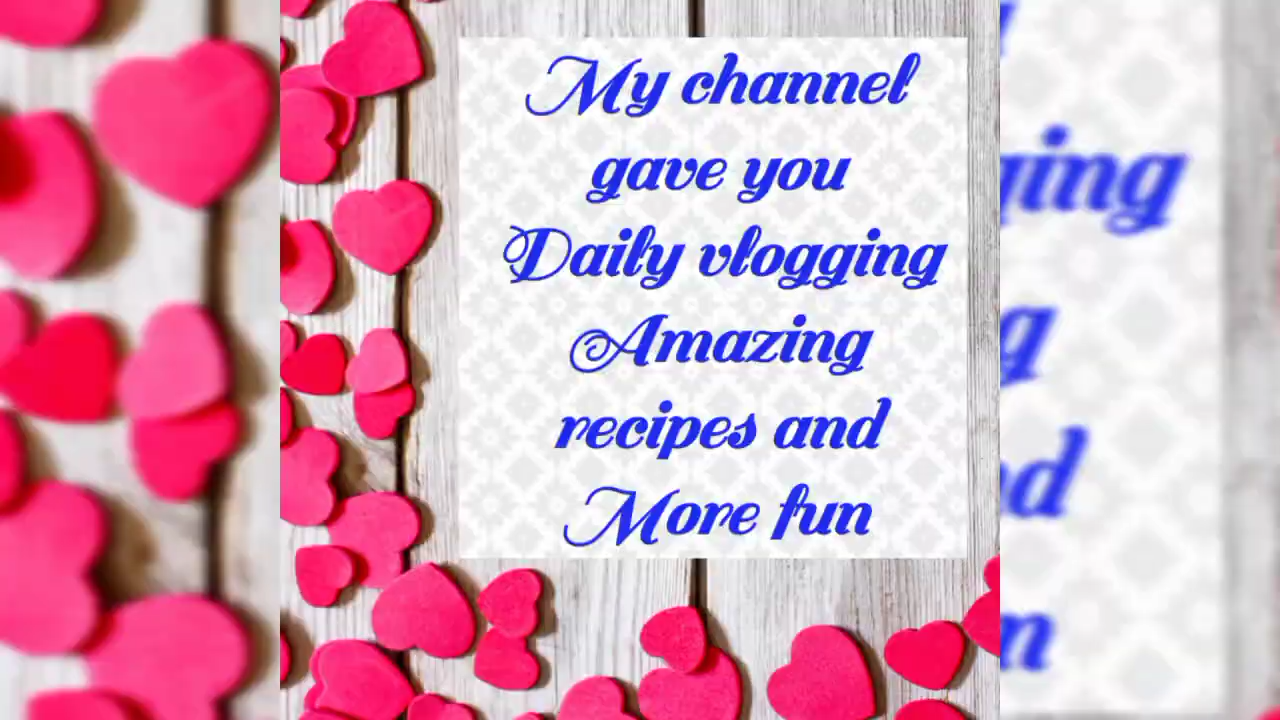 My channel
gave you
Daily vlogging
Amazing
recipes and
More fun